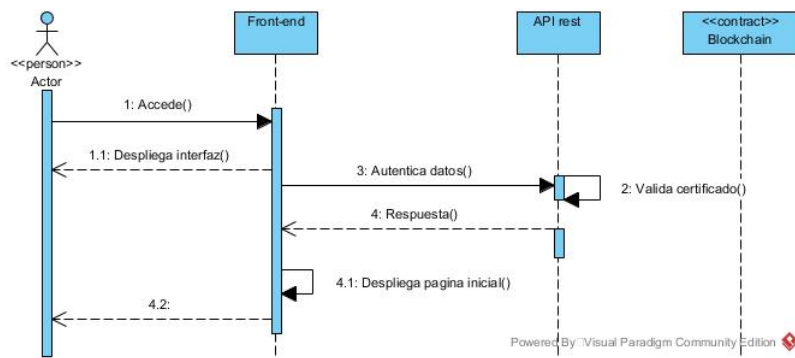 <<person>>
Actor
Front-end
API rest
<<contract>>
Blockchain
1: Accede()
1.1: Despliega interfaz()
3: Autentica datos()
2: Valida certificado()
4: Respuesta()
4.1: Despliega pagina inicial()
4.2:
Powered By Visual Paradigm Community Edition